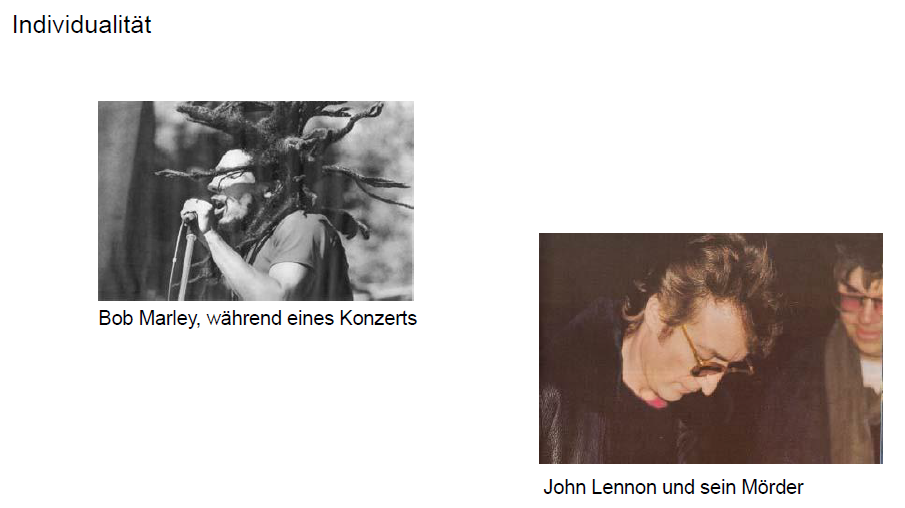 Individualität
Bob Marley, während eines Konzerts
John Lennon und sein Mörder